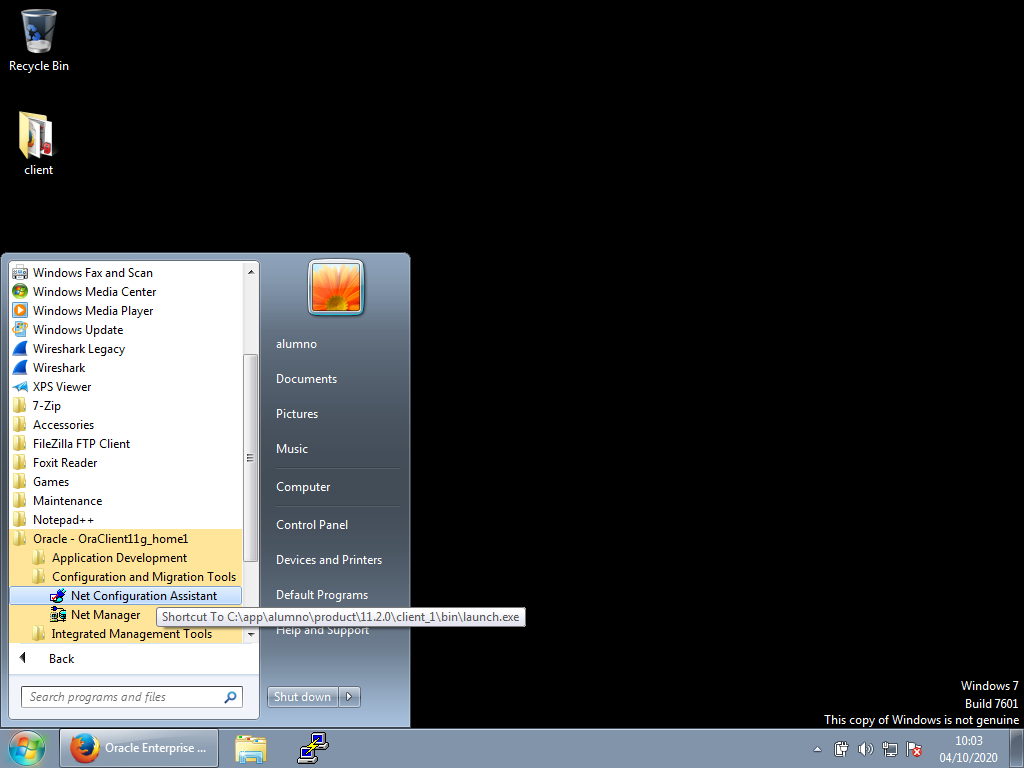 Recycle Bin
client
Windows Fax and Scan
Windows Media Center
Windows Media Player
Windows Update
Wireshark Legacy
Wireshark
XPS Viewer
7-Zip
Accessories
FileZilla FTP Client
Foxit Reader
Games
Maintenance
Notepad++
Oracle - OraClient11g_home1
Application Development
Configuration and Migration Tools
Net Configuration Assistant
Net Manager
Integrated Management Tools
Back
Search programs and files
alumno
Documents
Pictures
Music
Computer
Control Panel
Devices and Printers
Default Programs
Shortcut To C:\app\alumno\product\11.2.0\client_1\bin\launch.exe
Help and Support
Shut down
Windows 7
Build 7601
This copy of Windows is not genuine
Oracle Enterprise ...
10:03
04/10/2020